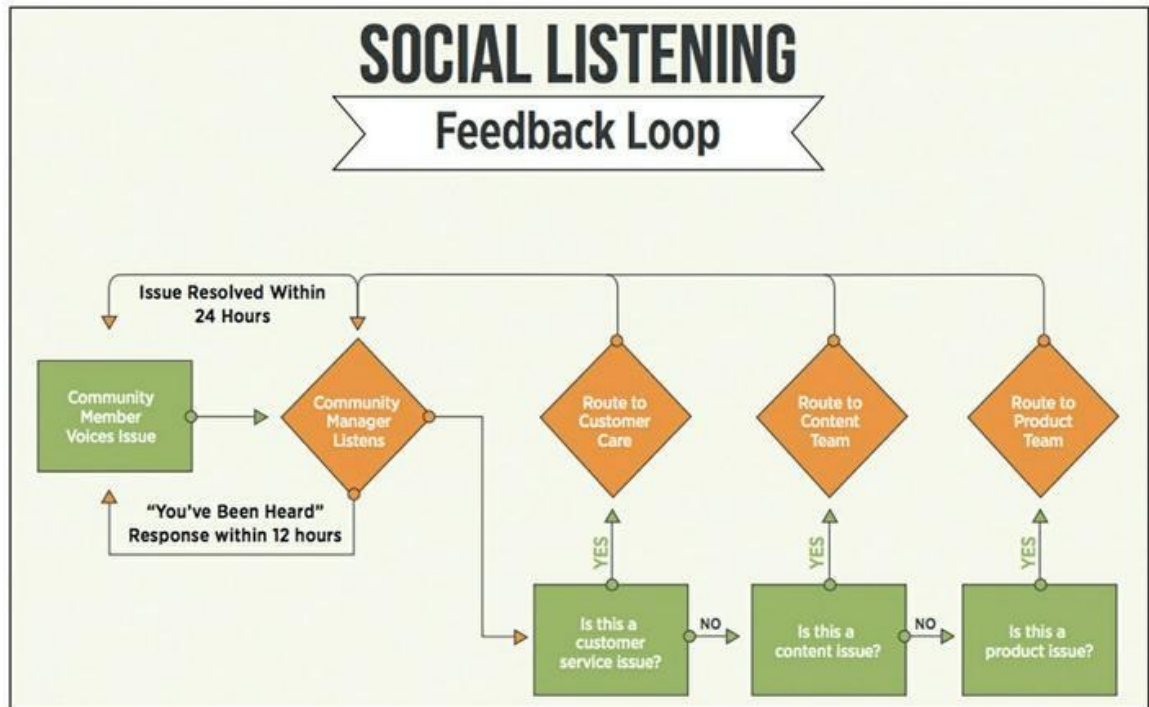 SOCIAL LISTENING
Feedback Loop
Issue Resolved Within
24 Hours
Community
Member
Voices Issue
Community
Manager
Listens
Route to
Customer
Care
Route to
Content
Team
Route to
Product
Team
“You’ve Been Heard”
Response within 12 hours
YES
YES
YES
Is this a
customer
service issue?
NO
Is this a
content issue?
NO
Is this a
product issue?